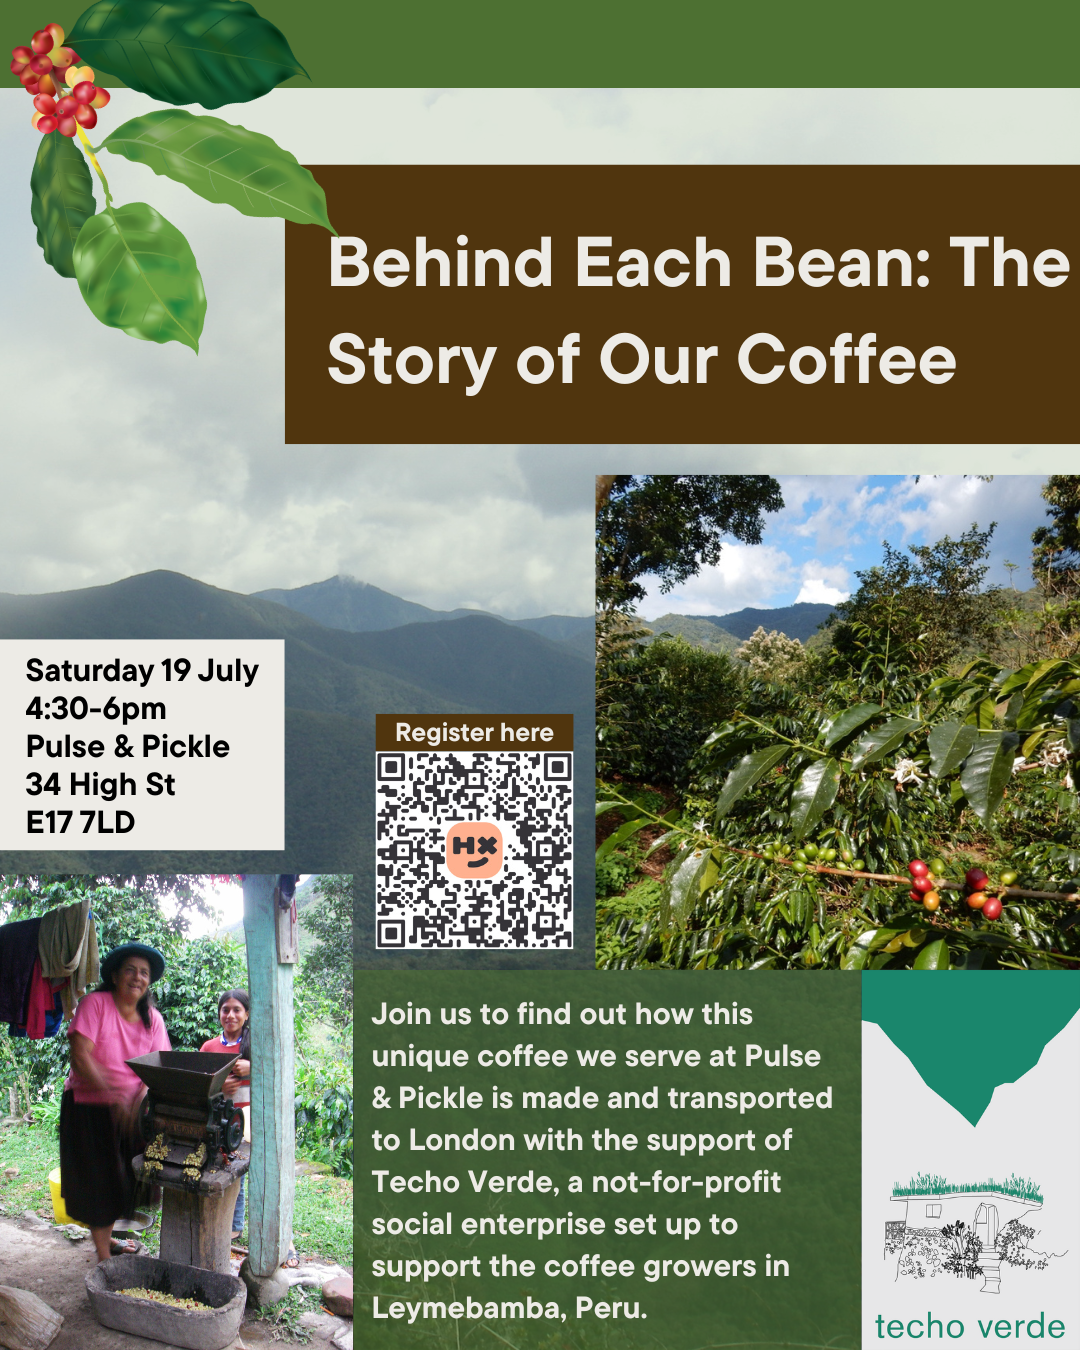 Behind Each Bean: The
Story of Our Coffee
Saturday 19 July
4:30-6pm
Pulse & Pickle
34 High St
E17 7LD
Register here
HX
Join us to find out how this
unique coffee we serve at Pulse
& Pickle is made and transported
to London with the support of
Techo Verde, a not-for-profit
social enterprise set up to
support the coffee growers in
Leymebamba, Peru.
techo verde